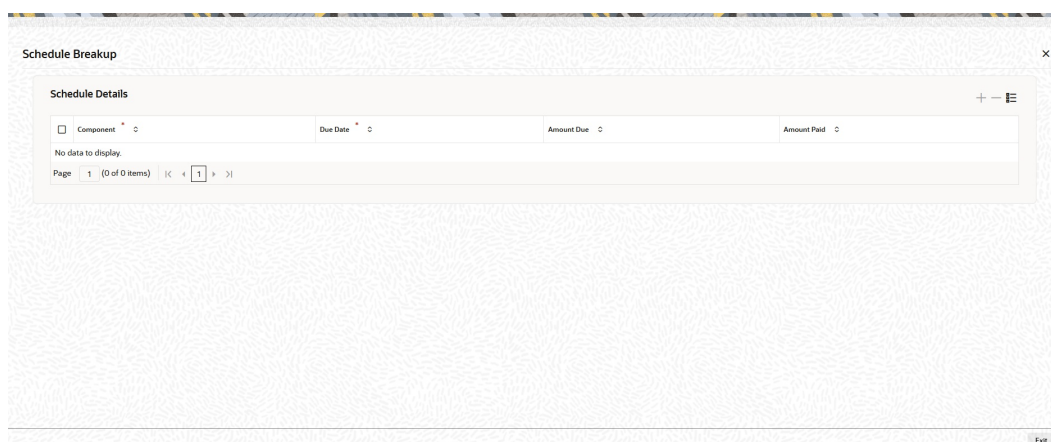 Schedule Breakup
Schedule Details
Component * Due Date * Amount Due Amount Paid
No data to display.
Page 1 (0 of 0 items) 1
Exit